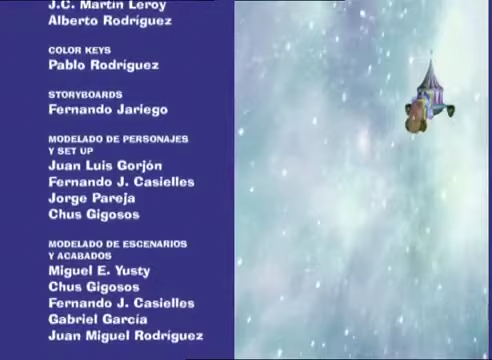 J.C. Martín Leroy
Alberto Rodríguez
COLOR KEYS
Pablo Rodríguez
STORYBOARDS
Fernando Jariego
MODELADO DE PERSONAJES
Y SET UP
Juan Luis Gorjón
Fernando J. Casielles
Jorge Pareja
Chus Gigosos
MODELADO DE ESCENARIOS
Y ACABADOS
Miguel E. Yusty
Chus Gigosos
Fernando J. Casielles
Gabriel García
Juan Miguel Rodríguez